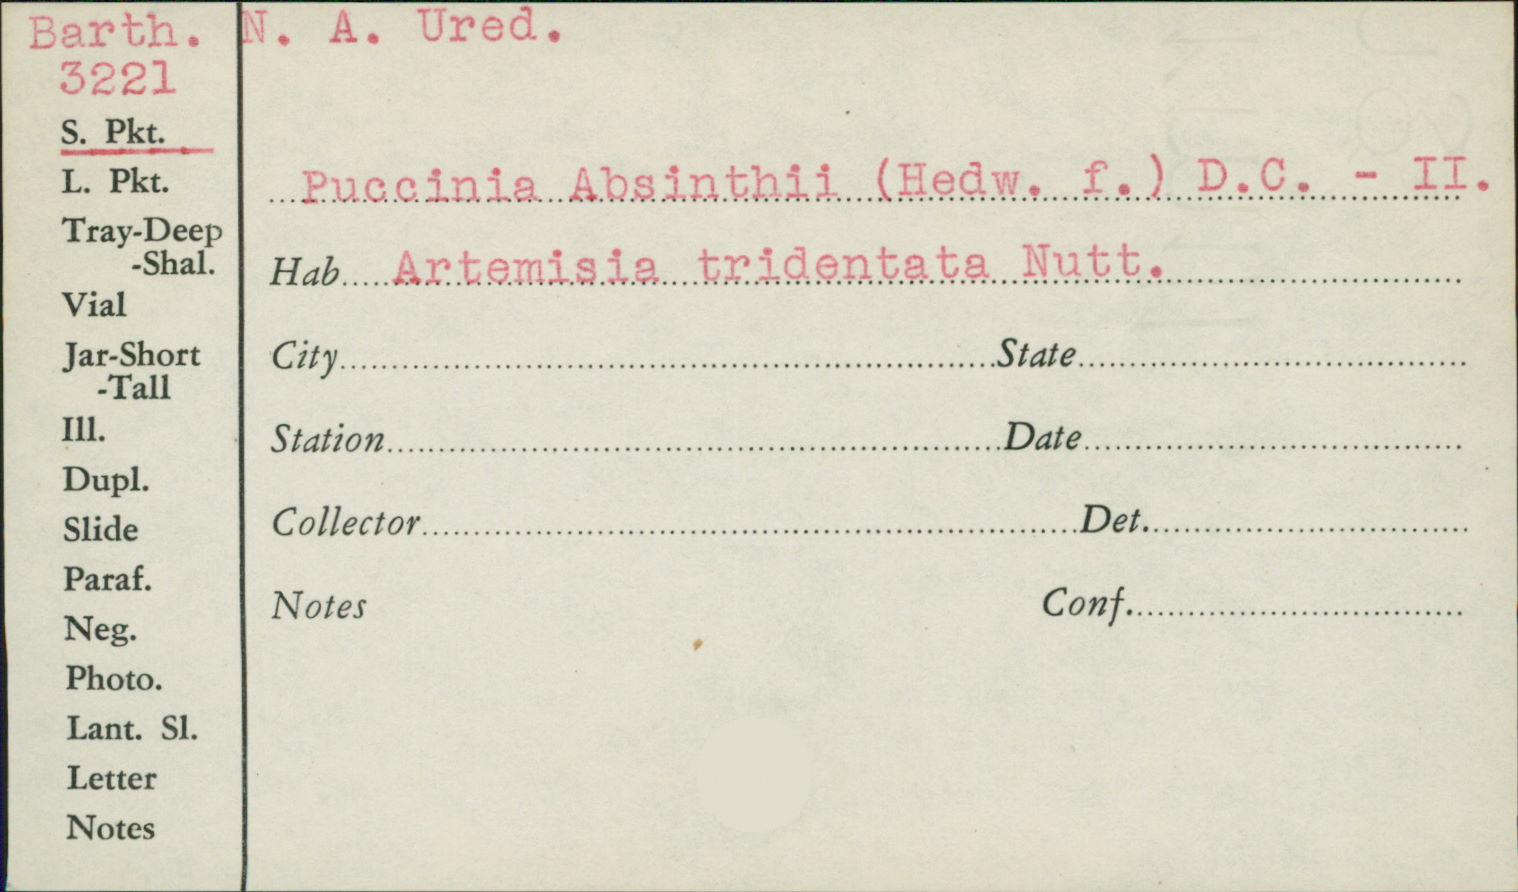 Barth. N. A. Ured.
3221
S. Pkt.
L. Pkt.
Tray-Deep
-Shal.
Vial
Jar-Short
-Tall
Ill.
Dupl.
Slide
Paraf.
Neg.
Photo.
Lant. Sl.
Letter
Notes
Puccinia Absinthii (Hedw. f.) D.C. - II.
Hab. Artemisia tridentata Nutt.
City State
Station Date
Collector Det.
Notes Conf.